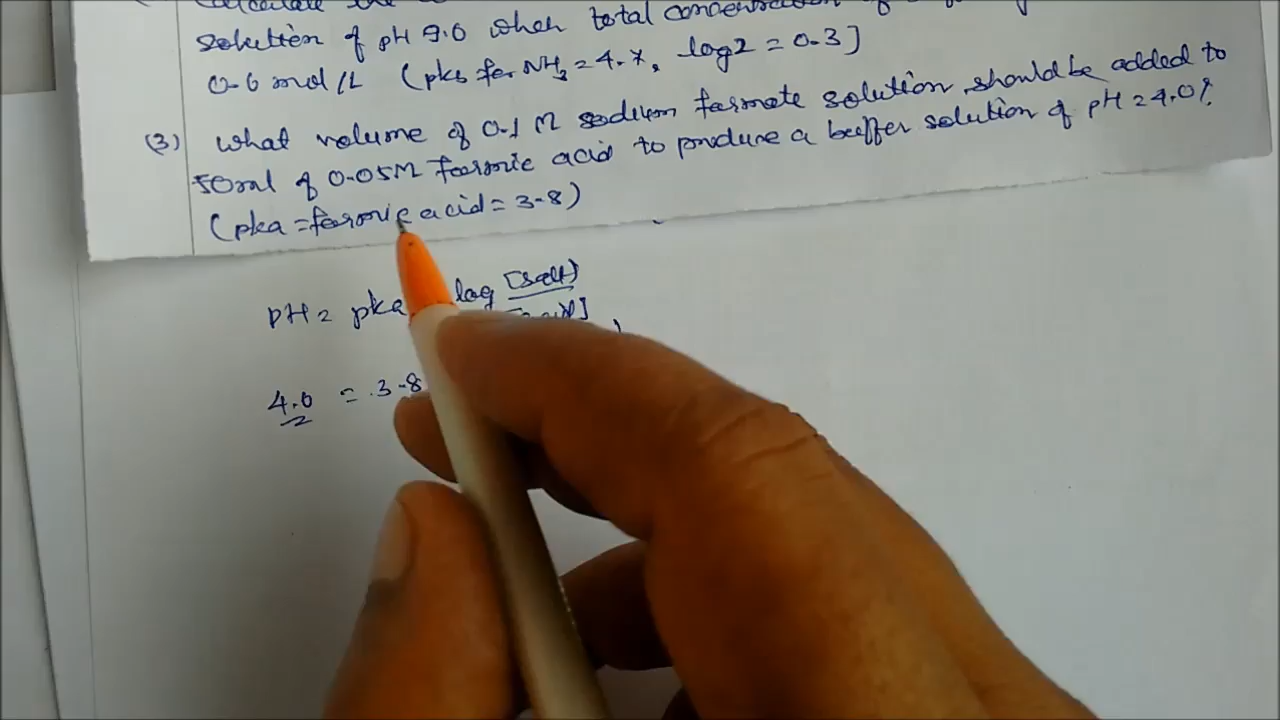 solution of pH 9.0 when total concentration of
0.6 mol/L (pkb for NH3 = 4.7, log2 = 0.3]
(3) what volume of 0.1 M sodium formate solution should be added to
50ml of 0.05M formic acid to produce a buffer solution of pH = 4.0?
(pka = formic acid = 3.8)
pH = pka log [salt)
4.0 = 3.8